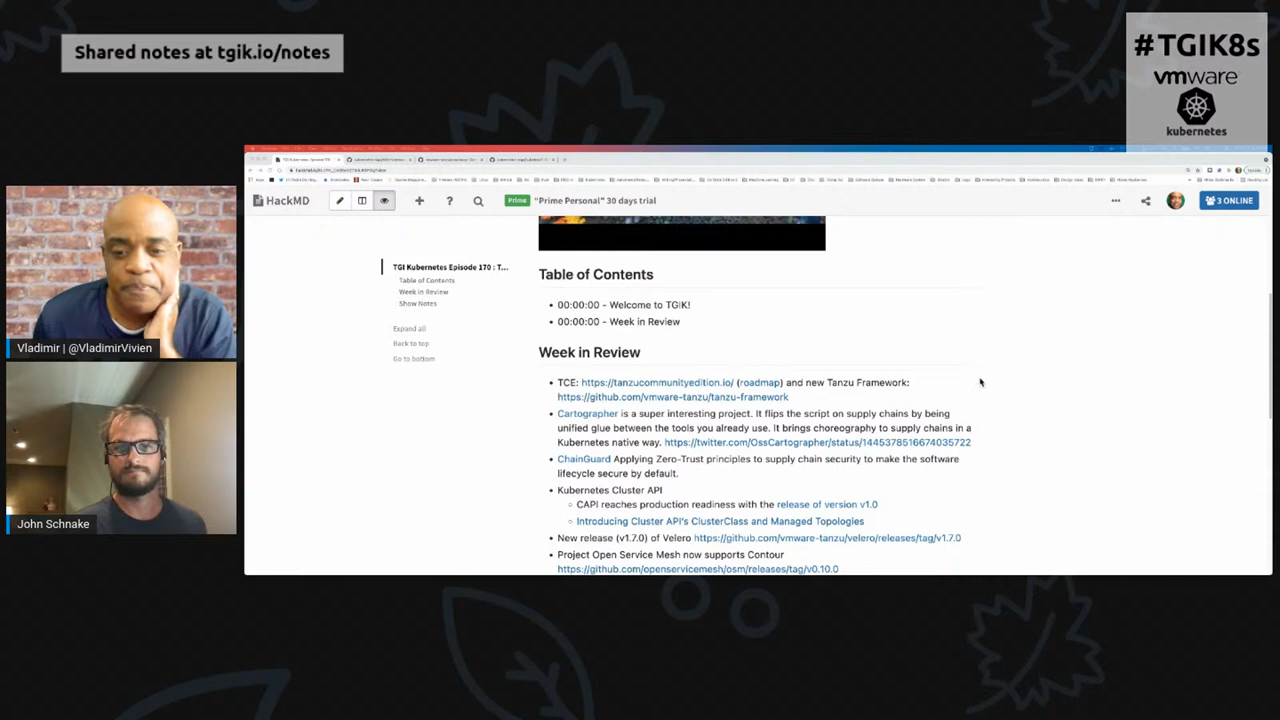 Shared notes at tgik.io/notes
#TGIK8s
vmware
kubernetes
HackMD
Prime "Prime Personal" 30 days trial
3 ONLINE
TGI Kubernetes Episode 170 : T...
Table of Contents
Week in Review
Show Notes
Expand all
Back to top
Go to bottom
Table of Contents
• 00:00:00 - Welcome to TGIK!
• 00:00:00 - Week in Review
Week in Review
• TCE: https://tanzucommunityedition.io/ (roadmap) and new Tanzu Framework:
https://github.com/vmware-tanzu/tanzu-framework
• Cartographer is a super interesting project. It flips the script on supply chains by being
unified glue between the tools you already use. It brings choreography to supply chains in a
Kubernetes native way. https://twitter.com/OssCartographer/status/1445378516674035722
• ChainGuard Applying Zero-Trust principles to supply chain security to make the software
lifecycle secure by default.
• Kubernetes Cluster API
◦ CAPI reaches production readiness with the release of version v1.0
◦ Introducing Cluster API's ClusterClass and Managed Topologies
• New release (v1.7.0) of Velero https://github.com/vmware-tanzu/velero/releases/tag/v1.7.0
• Project Open Service Mesh now supports Contour
https://github.com/openservicemesh/osm/releases/tag/v0.10.0
Vladimir | @VladimirVivien
John Schnake